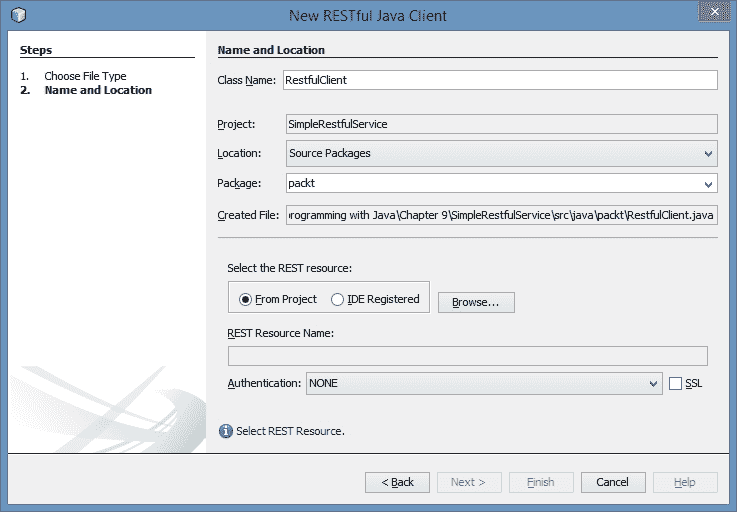 New RESTful Java Client
Steps
1. Choose File Type
2. Name and Location
Name and Location
Class Name: RestfulClient
Project: SimpleRestfulService
Location: Source Packages
Package: packt
Created File: rogramming with Java\Chapter 9\SimpleRestfulService\src\java\packt\RestfulClient.java
Select the REST resource:
From Project IDE Registered Browse...
REST Resource Name:
Authentication: NONE SSL
Select REST Resource.
< Back Next > Finish Cancel Help